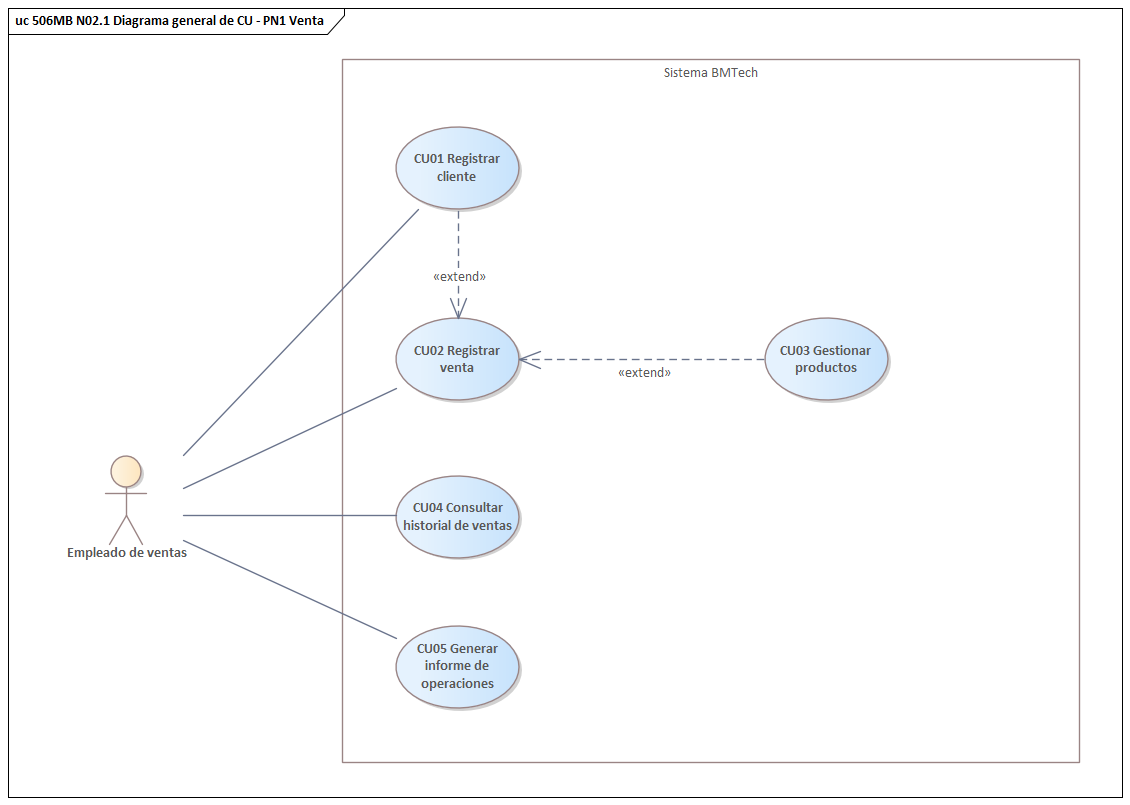 uc 506MB N02.1 Diagrama general de CU - PN1 Venta
Sistema BMTech
CU01 Registrar
cliente
«extend»
CU02 Registrar
venta
«extend»
CU03 Gestionar
productos
CU04 Consultar
historial de ventas
Empleado de ventas
CU05 Generar
informe de
operaciones